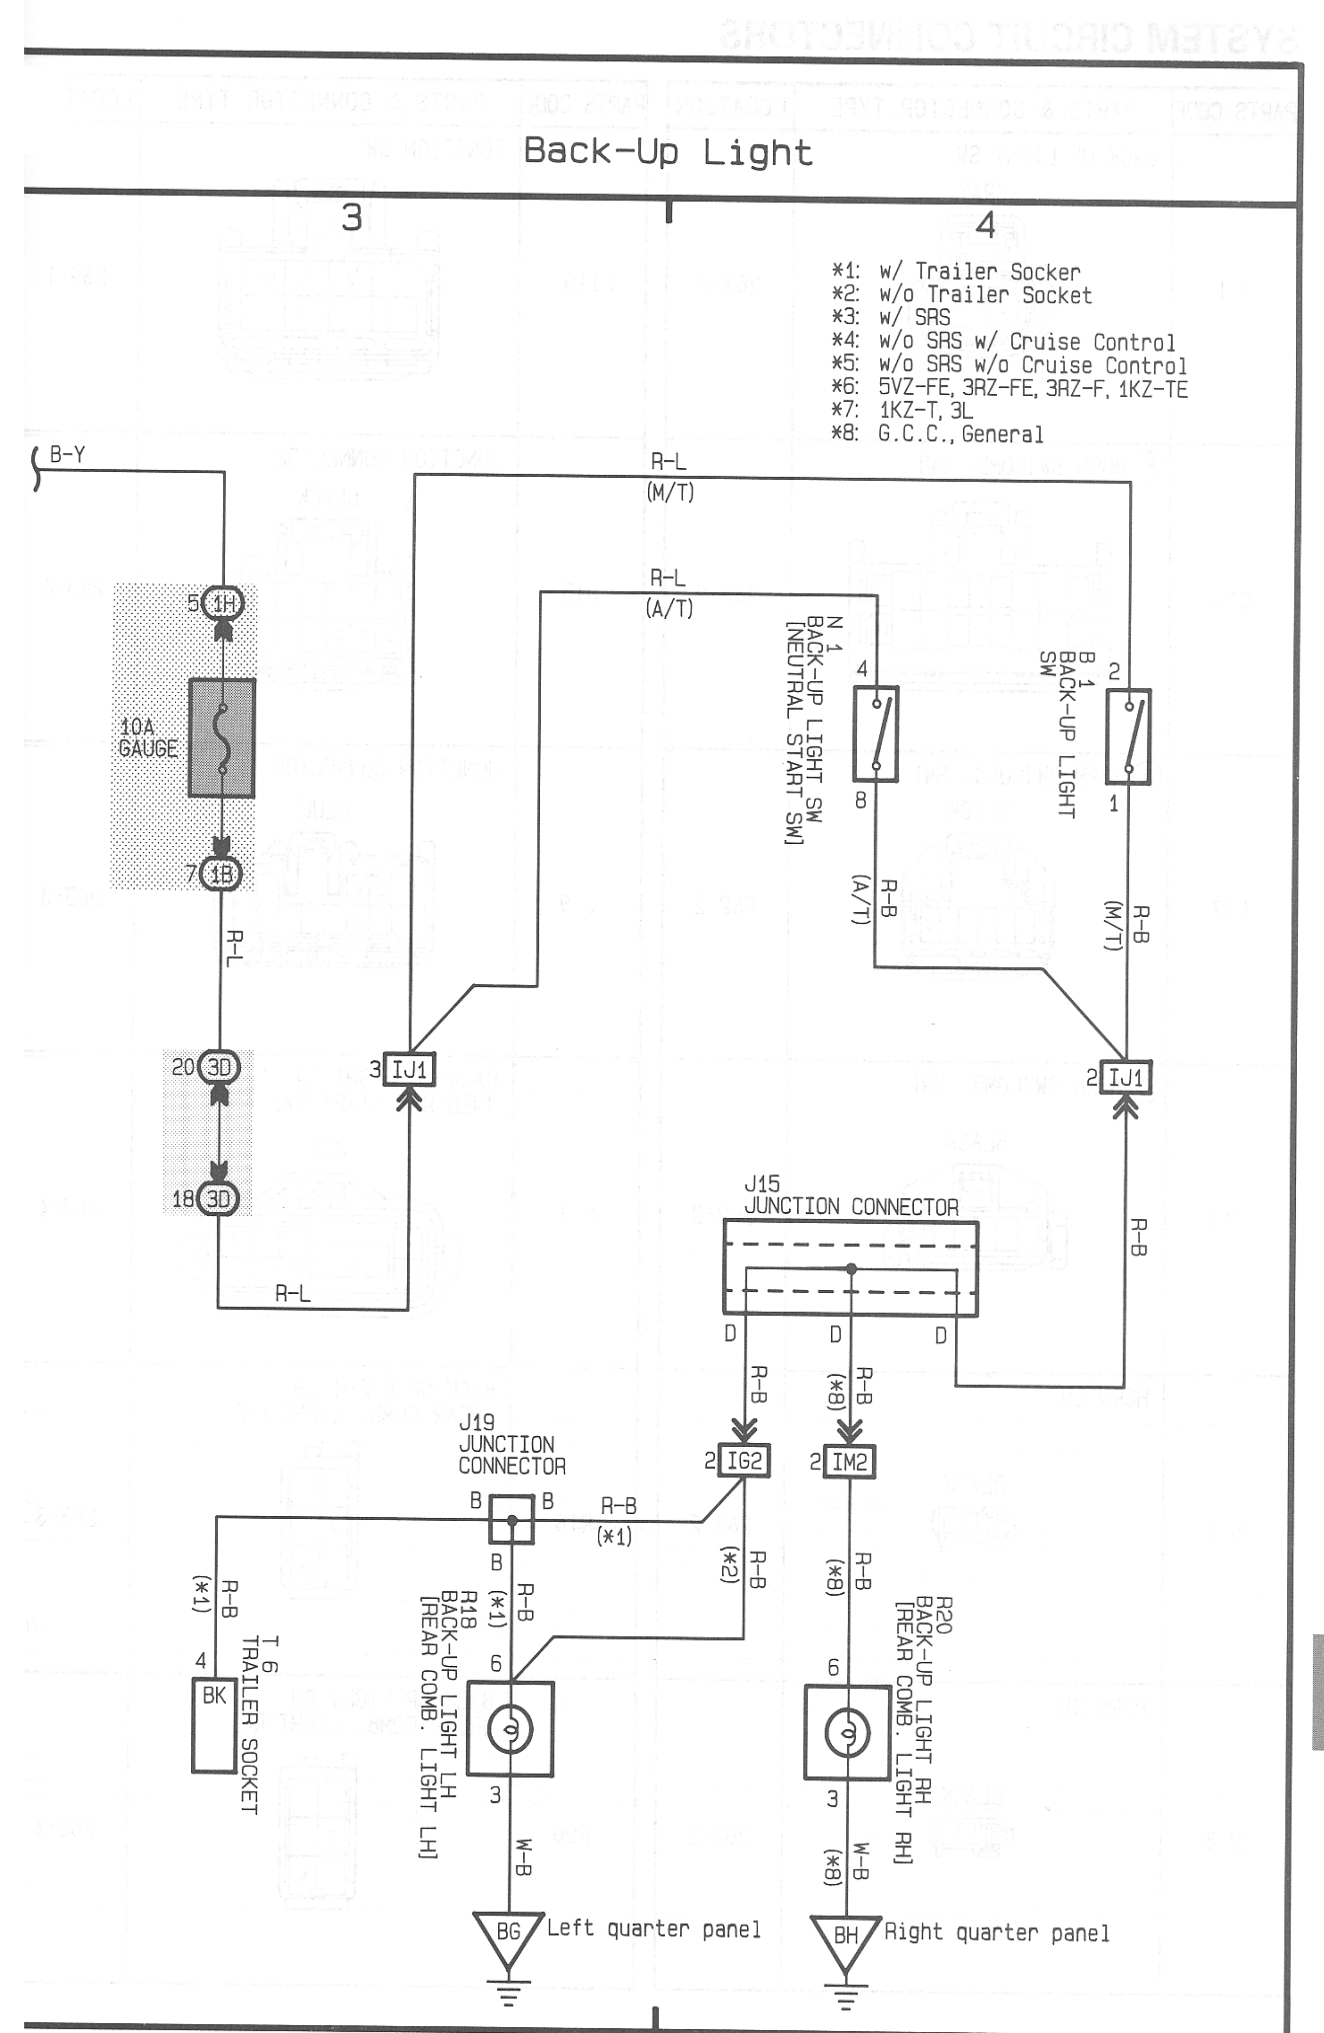 Back-Up Light
3
4
*1: w/ Trailer Socker
*2: w/o Trailer Socket
*3: w/ SRS
*4: w/o SRS w/ Cruise Control
*5: w/o SRS w/o Cruise Control
*6: 5VZ-FE, 3RZ-FE, 3RZ-F, 1KZ-TE
*7: 1KZ-T, 3L
*8: G.C.C., General
B-Y
R-L
(M/T)
R-L
(A/T)
5 1H
10A
GAUGE
7 1B
R-L
20 3D
18 3D
R-L
3 IJ1
4
N 1
BACK-UP LIGHT SW
[NEUTRAL START SW]
8
R-B
(A/T)
2
B 1
BACK-UP LIGHT
SW
1
R-B
(M/T)
2 IJ1
R-B
J15
JUNCTION CONNECTOR
D
D
D
R-B
R-B
(*8)
2 IG2
2 IM2
J19
JUNCTION
CONNECTOR
B
B
B
R-B
(*1)
R-B
(*1)
R-B
(*1)
R-B
(*2)
R-B
(*8)
4
BK
T 6
TRAILER SOCKET
6
R18
BACK-UP LIGHT LH
[REAR COMB. LIGHT LH]
3
W-B
BG
Left quarter panel
6
R20
BACK-UP LIGHT RH
[REAR COMB. LIGHT RH]
3
W-B
(*8)
BH
Right quarter panel